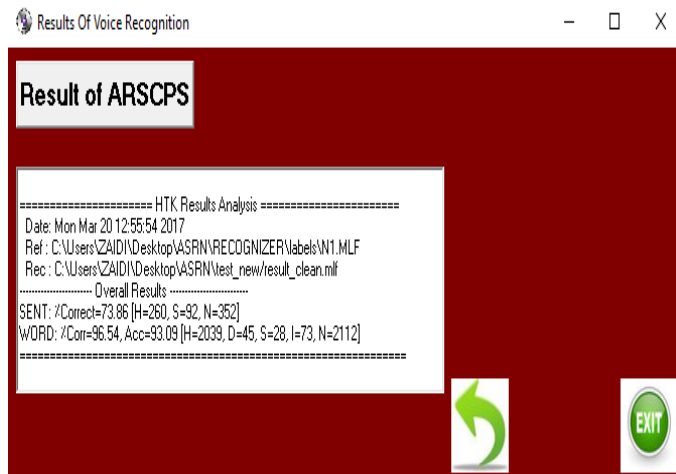 Results Of Voice Recognition
Result of ARSCPS
====================== HTK Results Analysis =======================
Date: Mon Mar 20 12:55:54 2017
Ref : C:\Users\ZAIDI\Desktop\ASRN\RECOGNIZER\labels\N1.MLF
Rec : C:\Users\ZAIDI\Desktop\ASRN\test_new/result_clean.mlf
------------------------ Overall Results --------------------------
SENT: %Correct=73.86 [H=260, S=92, N=352]
WORD: %Corr=96.54, Acc=93.09 [H=2039, D=45, S=28, I=73, N=2112]
===================================================================
EXIT